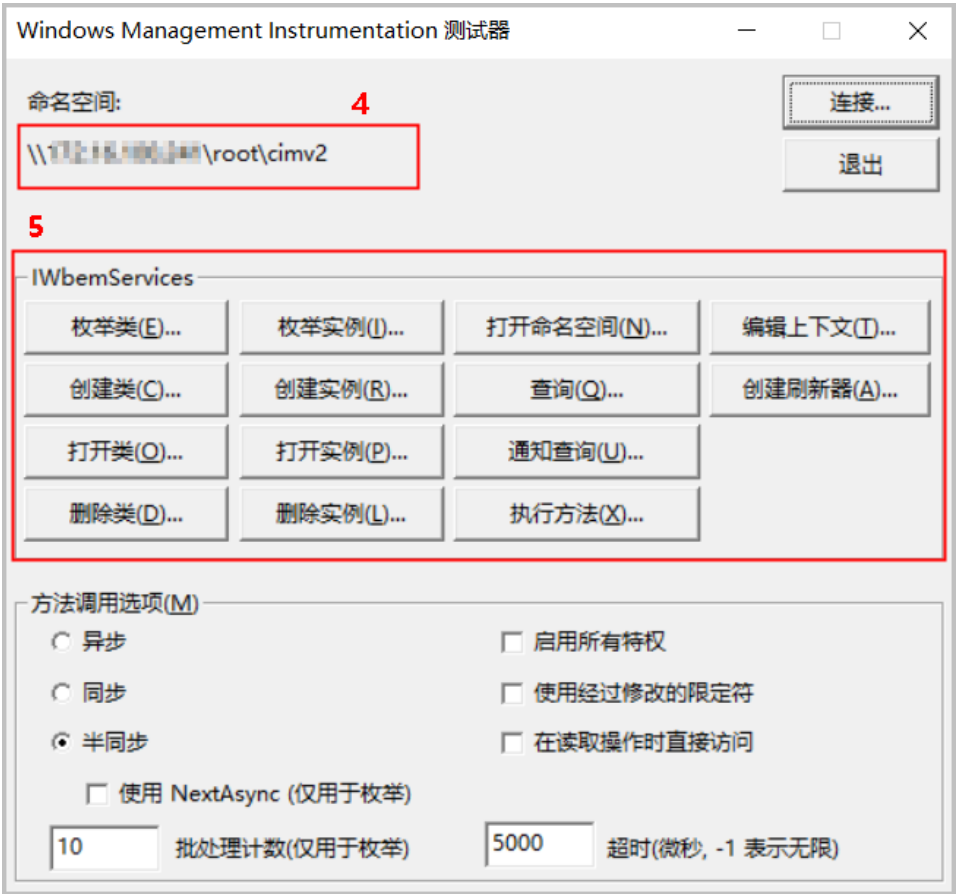 Windows Management Instrumentation 测试器
命名空间:
4
连接...
\\ \root\cimv2
退出
5
IWbemServices
枚举类(E)...
枚举实例(I)...
打开命名空间(N)...
编辑上下文(T)...
创建类(C)...
创建实例(R)...
查询(Q)...
创建刷新器(A)...
打开类(O)...
打开实例(P)...
通知查询(U)...
删除类(D)...
删除实例(L)...
执行方法(X)...
方法调用选项(M)
异步
启用所有特权
同步
使用经过修改的限定符
半同步
在读取操作时直接访问
使用 NextAsync (仅用于枚举)
10
批处理计数(仅用于枚举)
5000
超时(微秒, -1 表示无限)